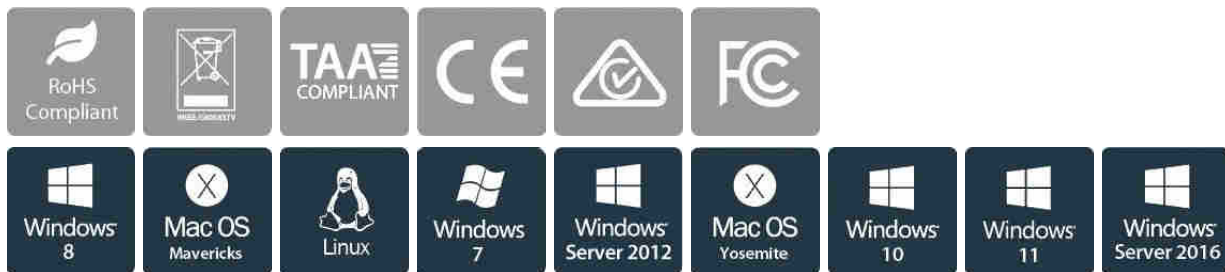 RoHS
Compliant
TAA
COMPLIANT
CE
FC
Windows
8
X
Mac OS
Mavericks
Linux
Windows
7
Windows
Server 2012
X
Mac OS
Yosemite
Windows
10
Windows
11
Windows
Server 2016